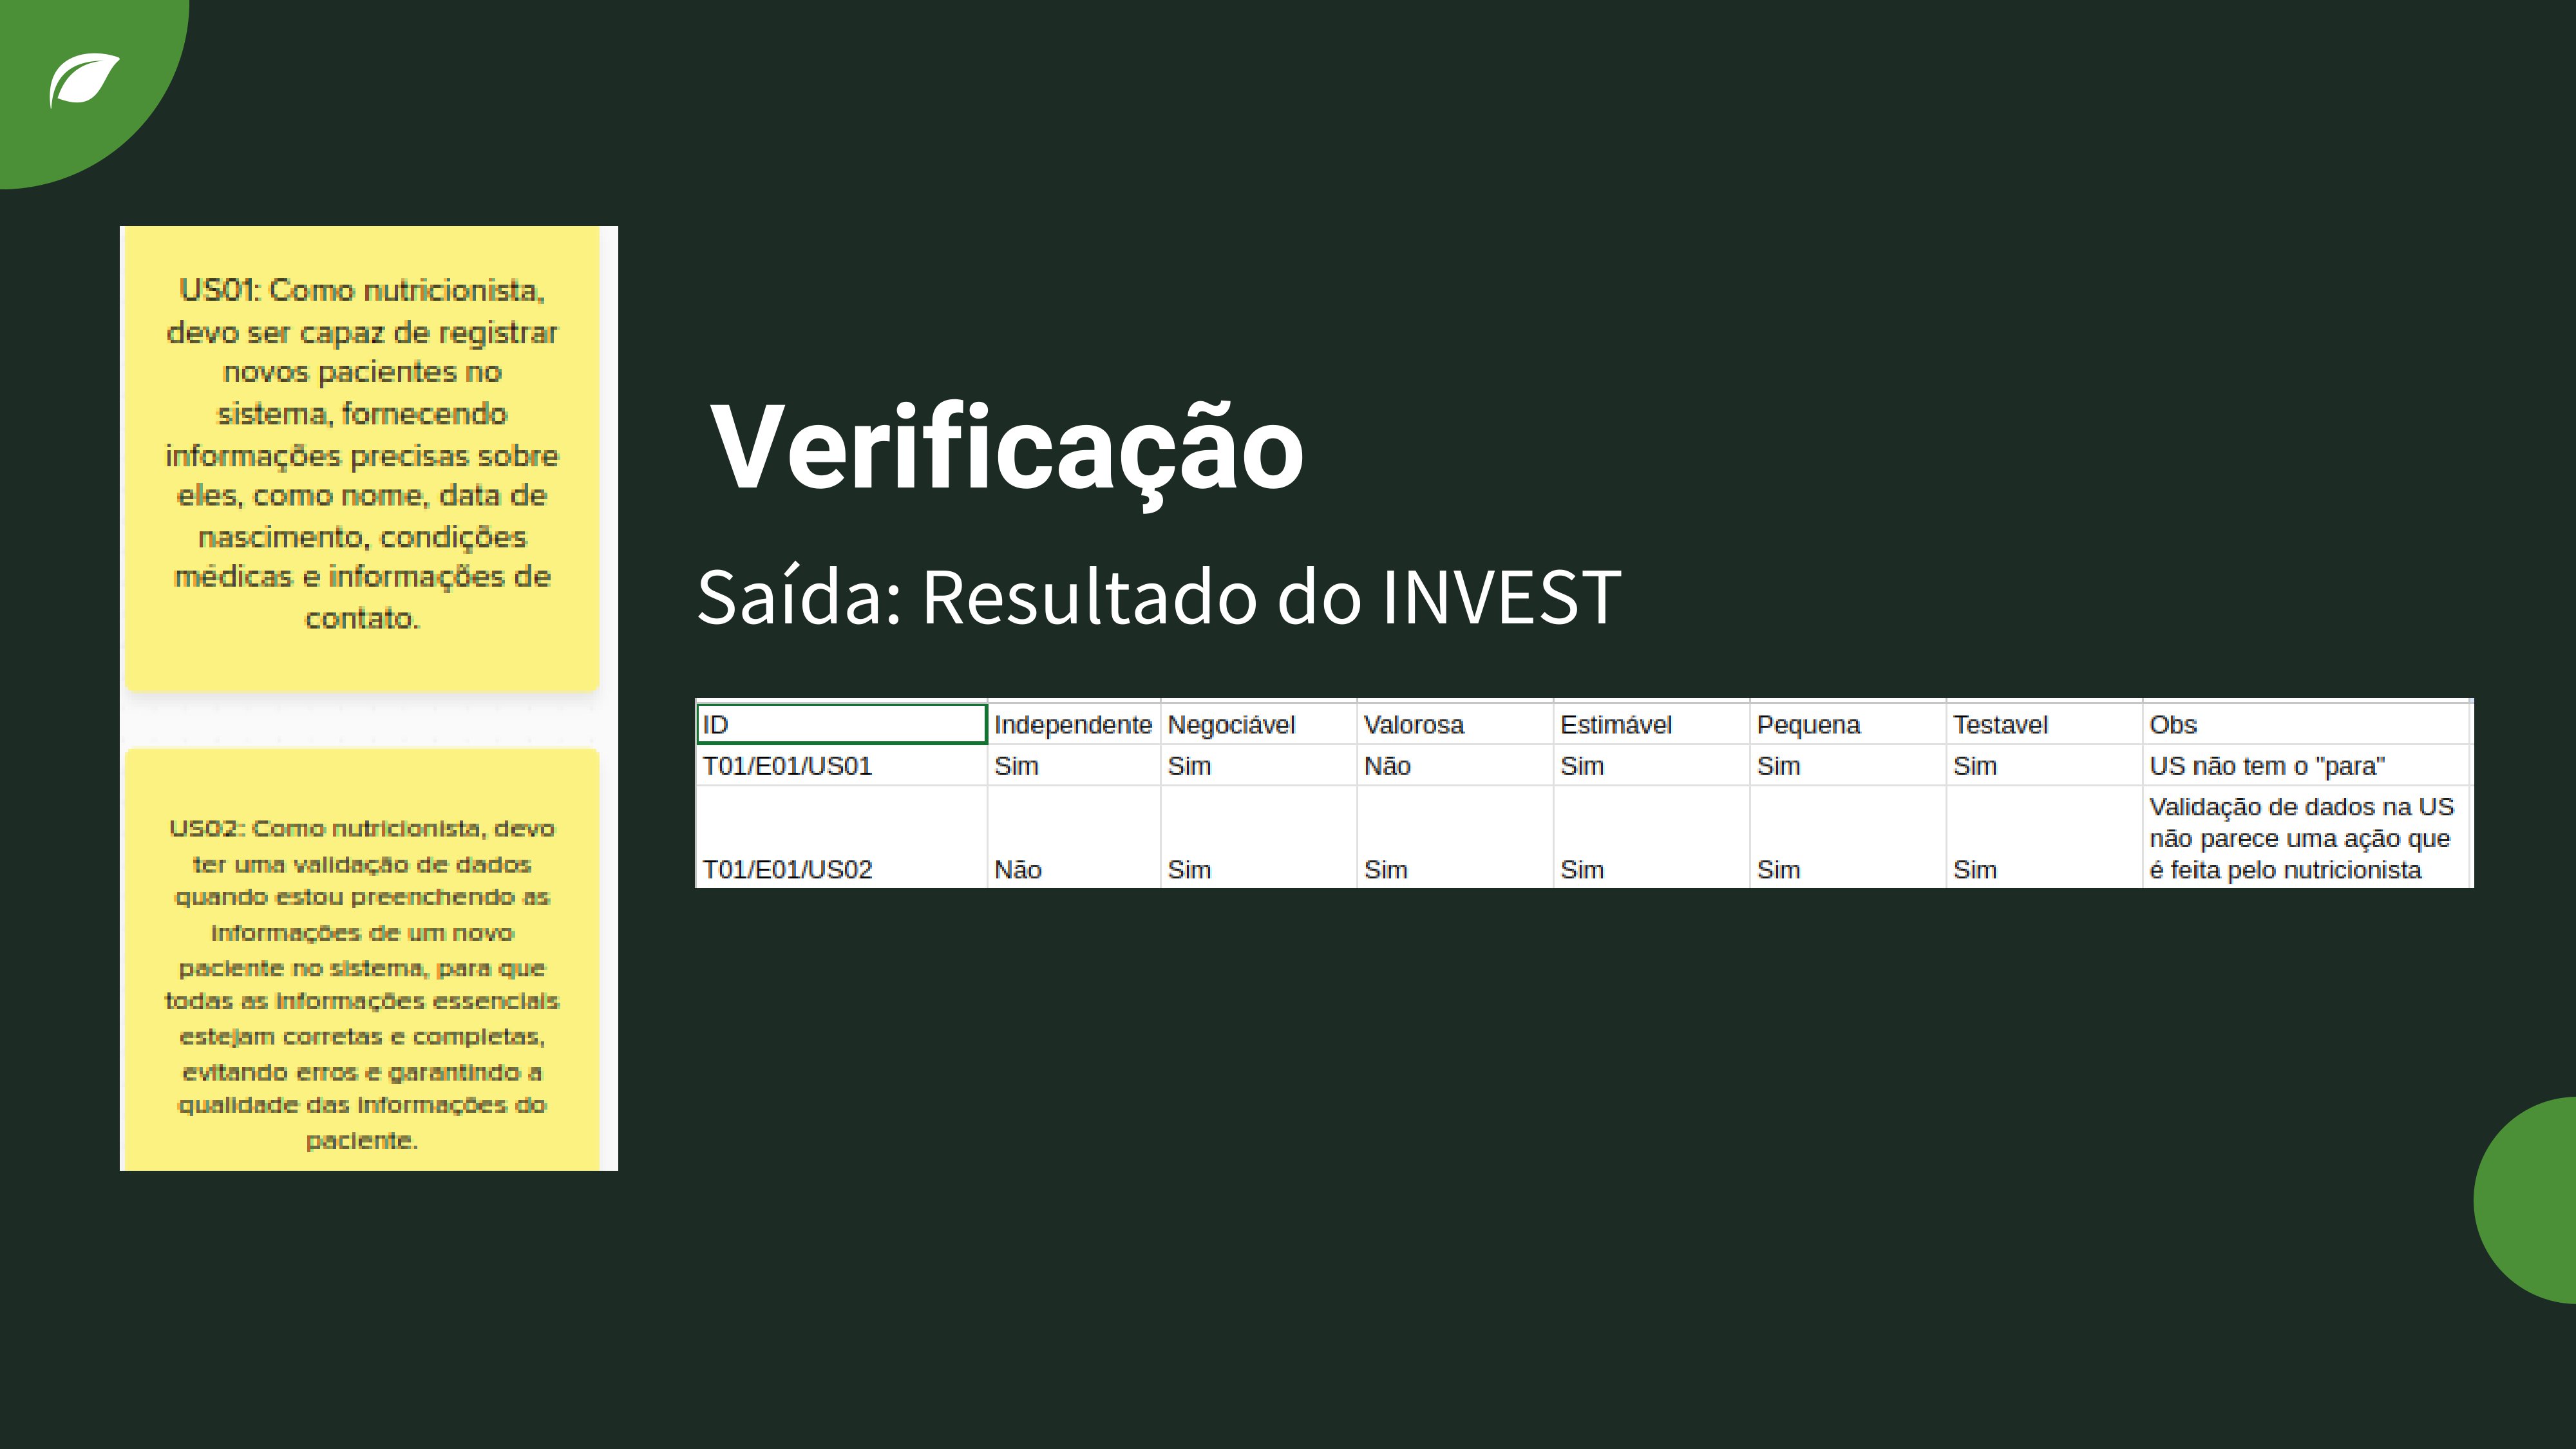 US01: Como nutricionista,
devo ser capaz de registrar
novos pacientes no
sistema, fornecendo
informações precisas sobre
eles, como nome, data de
nascimento, condições
médicas e informações de
contato.
US02: Como nutricionista, devo
ter uma validação de dados
quando estou preenchendo as
informações de um novo
paciente no sistema, para que
todas as informações essenciais
estejam corretas e completas,
evitando erros e garantindo a
qualidade das informações do
paciente.
Verificação
Saída: Resultado do INVEST
ID Independente Negociável Valorosa Estimável Pequena Testavel Obs
T01/E01/US01 Sim Sim Não Sim Sim Sim US não tem o "para"
Validação de dados na US
não parece uma ação que
T01/E01/US02 Não Sim Sim Sim Sim Sim é feita pelo nutricionista